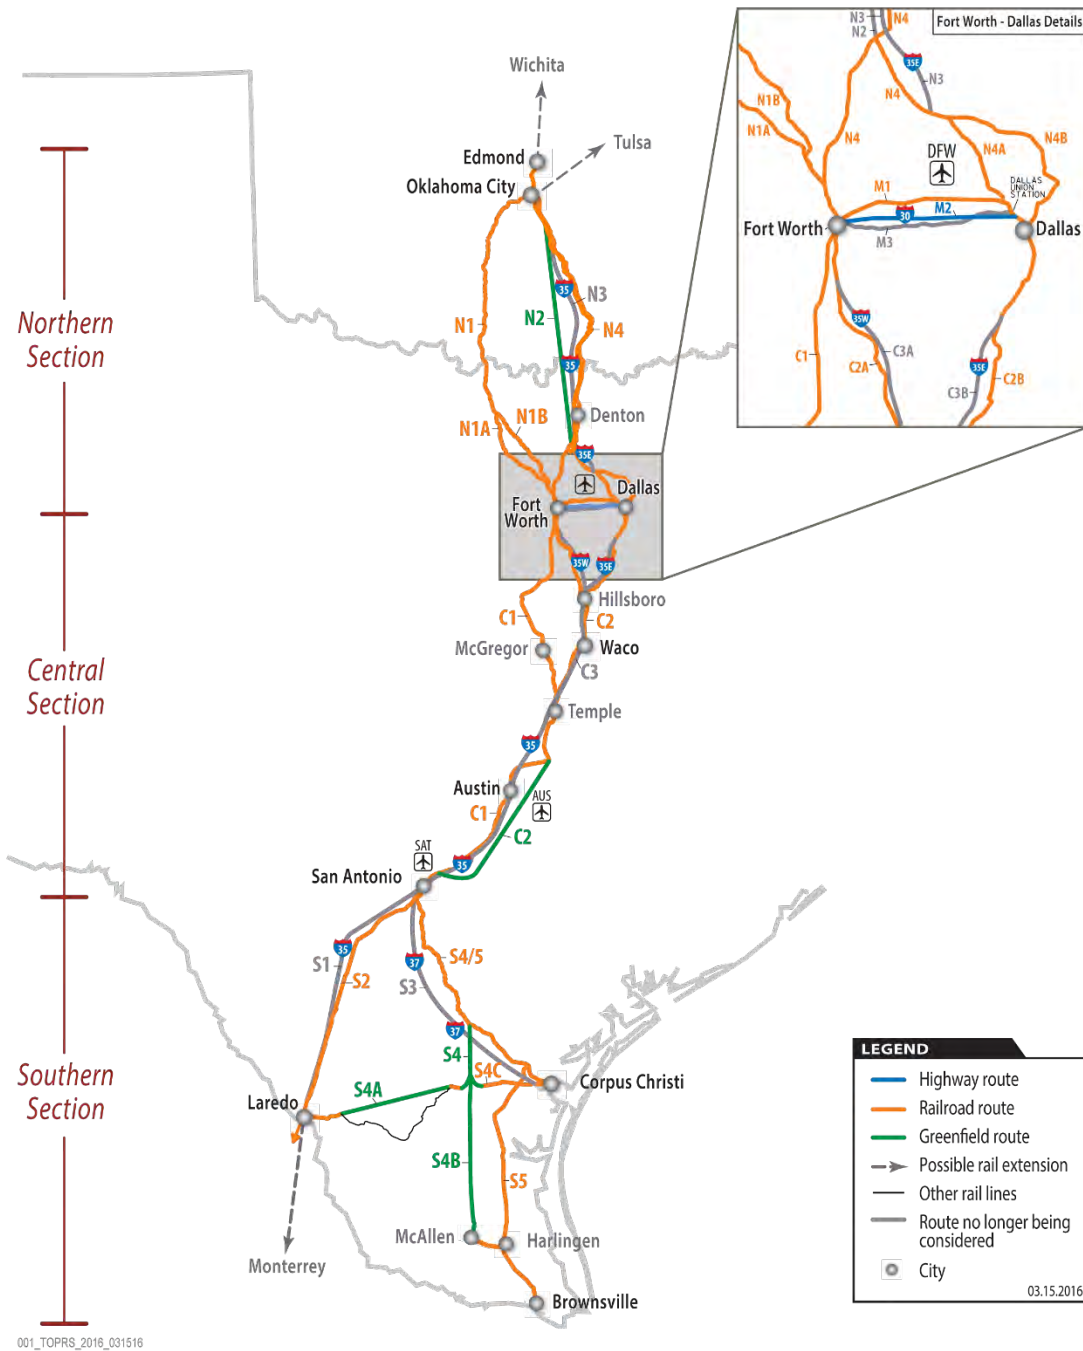 Fort Worth - Dallas Details
N3
N4
N2
35E
N3
N4
N1B
N1A
N4
N4A
N4B
DFW
DALLAS
UNION
STATION
M1
30
M2
Fort Worth
M3
Dallas
35W
C1
C2A
C3A
35E
C3B
C2B
Wichita
Tulsa
Edmond
Oklahoma City
35
N3
N1
N2
N4
35
Northern
Section
N1B
N1A
Denton
35E
Dallas
Fort
Worth
35W
35E
Hillsboro
C1
C2
McGregor
Waco
C3
Central
Section
Temple
35
Austin
AUS
C1
C2
SAT
35
San Antonio
35
S1
S2
37
S4/5
S3
37
S4
S4C
Corpus Christi
S4A
Laredo
Southern
Section
S4B
S5
McAllen
Harlingen
Monterrey
Brownsville
LEGEND
Highway route
Railroad route
Greenfield route
Possible rail extension
Other rail lines
Route no longer being
considered
City
03.15.2016
001_TOPRS_2016_031516